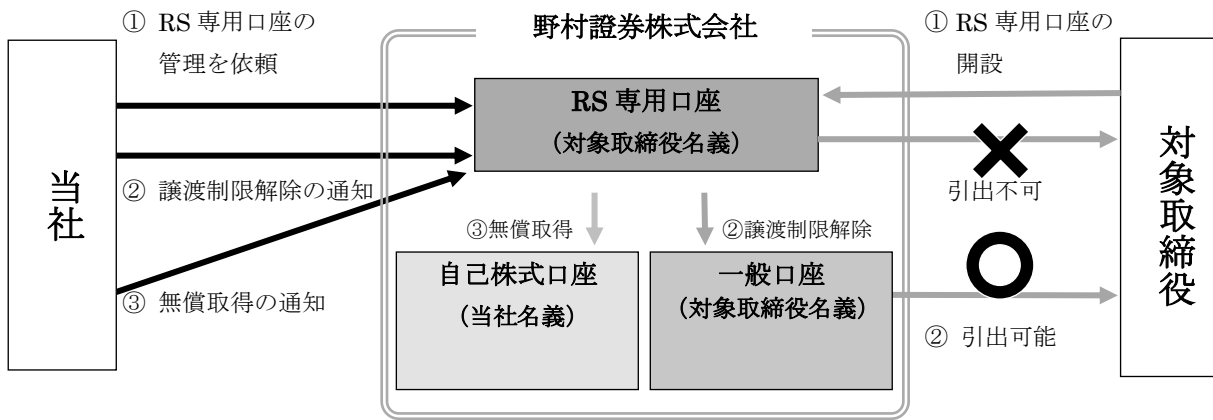 ① RS 専用口座の
管理を依頼
野村證券株式会社
① RS 専用口座の
開設
RS 専用口座
(対象取締役名義)
当社
対象取締役
② 譲渡制限解除の通知
引出不可
③無償取得
②譲渡制限解除
自己株式口座
(当社名義)
一般口座
(対象取締役名義)
③ 無償取得の通知
② 引出可能